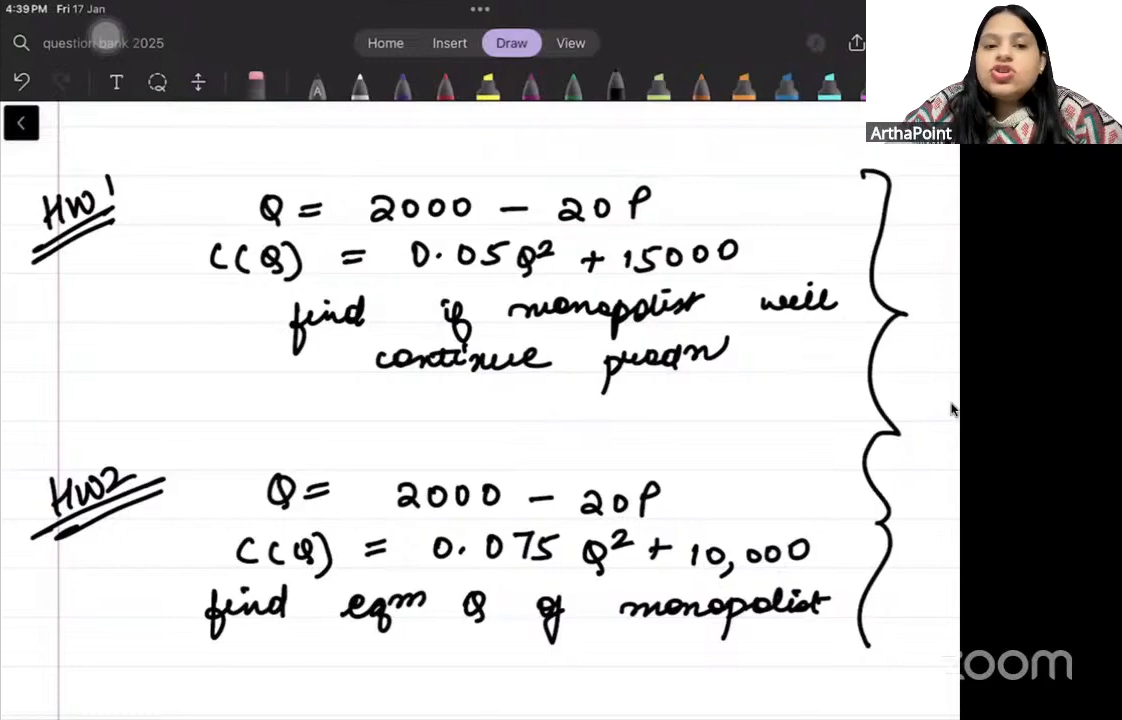 4:39 PM Fri 17 Jan
question bank 2025
Home Insert Draw View
T
A
ArthaPoint
HW1
Q = 2000 - 20P
C(Q) = 0.05Q² + 15000
find if monopolist will
continue prodn
HW2
Q = 2000 - 20P
C(Q) = 0.075 Q² + 10,000
find eqm Q of monopolist
zoom